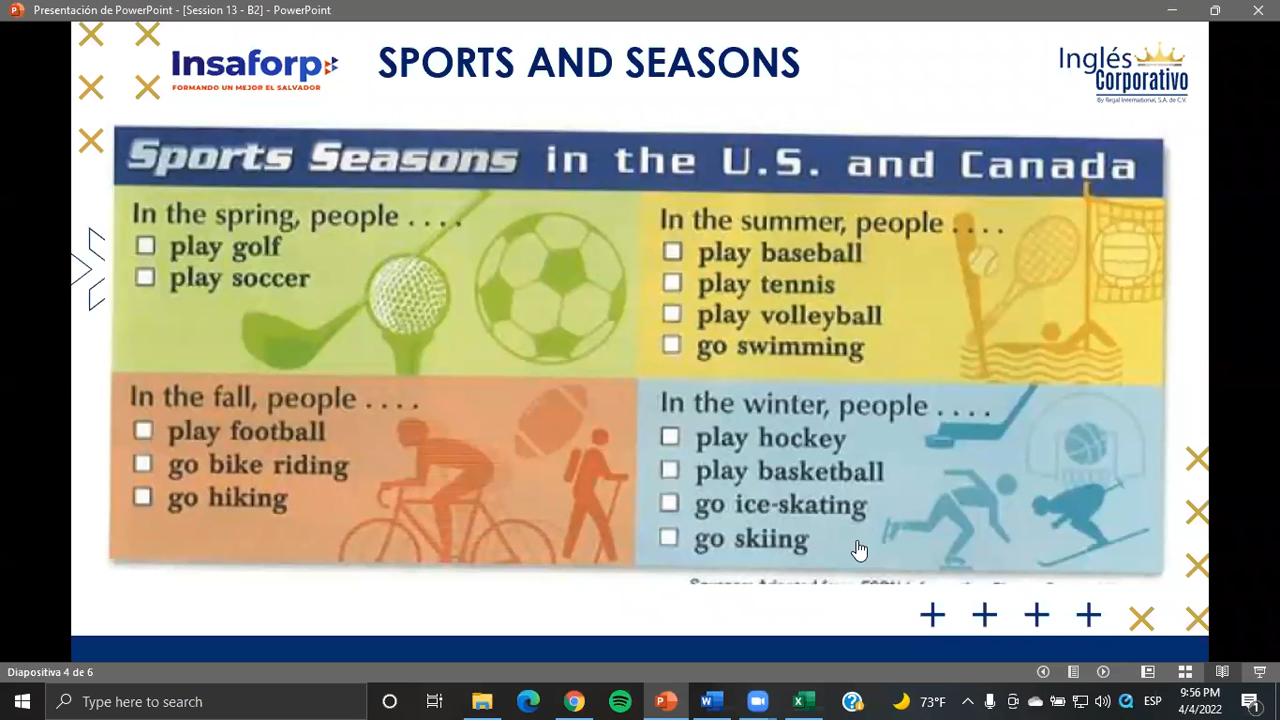 Presentación de PowerPoint - [Session 13 - B2] - PowerPoint
Insaforp
FORMANDO UN MEJOR EL SALVADOR
SPORTS AND SEASONS
Inglés
Corporativo
By Regal International, S.A. de C.V.
Sports Seasons in the U.S. and Canada
In the spring, people . . . .
play golf
play soccer
In the summer, people . . . .
play baseball
play tennis
play volleyball
go swimming
In the fall, people . . . .
play football
go bike riding
go hiking
In the winter, people . . . .
play hockey
play basketball
go ice-skating
go skiing
Diapositiva 4 de 6
Type here to search
73°F
ESP
9:56 PM
4/4/2022